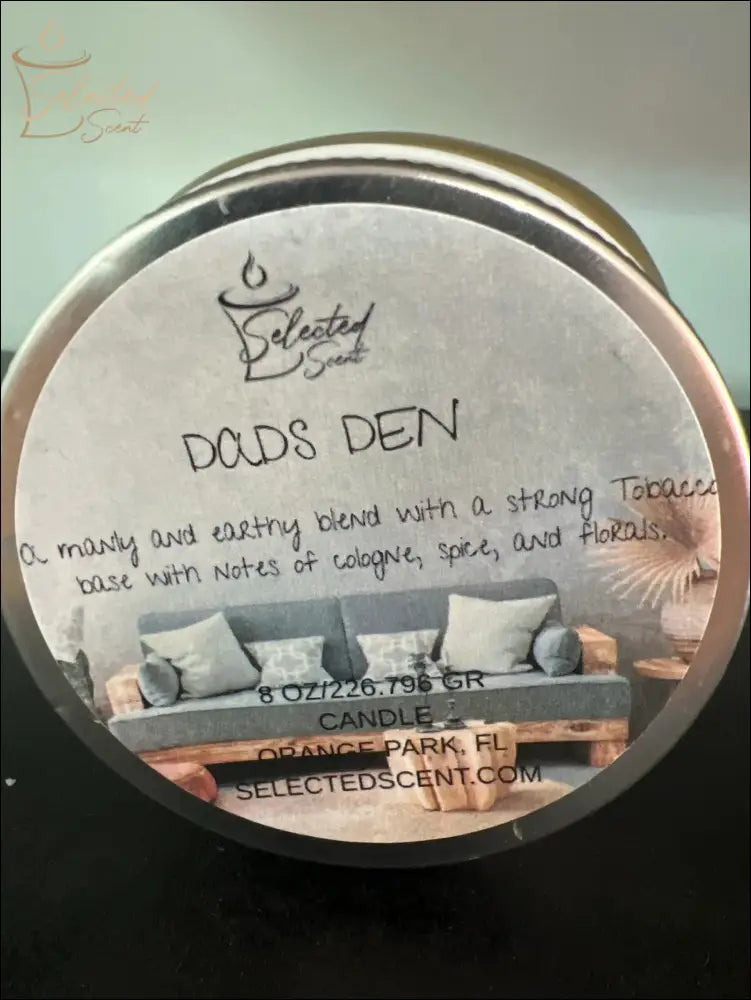 Selected
Scent
Selected
Scent
DADS DEN
a manly and earthy blend with a strong Tobacco
base with notes of cologne, spice, and florals.
8 OZ/226.796 GR
CANDLE
ORANGE PARK, FL
SELECTEDSCENT.COM